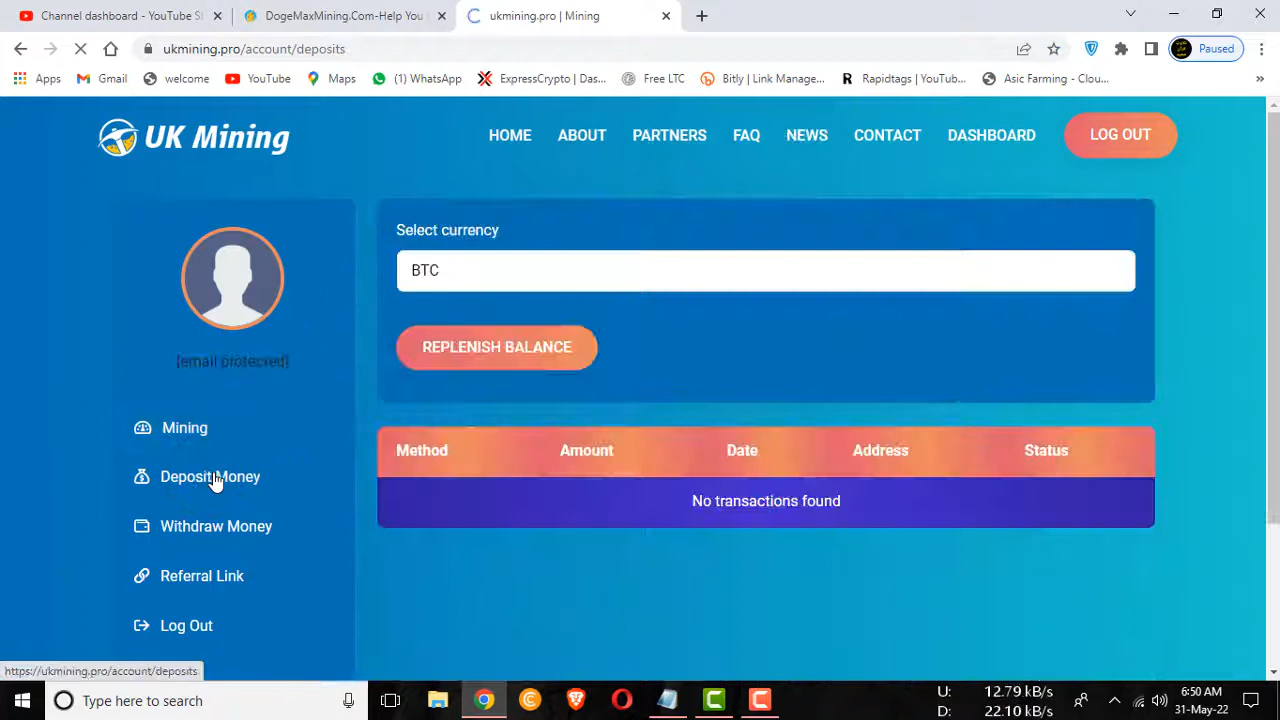 Channel dashboard - YouTube St
DogeMaxMining.Com-Help You
ukmining.pro | Mining
ukmining.pro/account/deposits
Paused
Apps
Gmail
welcome
YouTube
Maps
(1) WhatsApp
ExpressCrypto | Das...
Free LTC
Bitly | Link Manage...
Rapidtags | YouTub...
Asic Farming - Clou...
»
UK Mining
HOME ABOUT PARTNERS FAQ NEWS CONTACT DASHBOARD LOG OUT
Select currency
BTC
REPLENISH BALANCE
[email protected]
Mining
Deposit Money
Withdraw Money
Referral Link
Log Out
Method Amount Date Address Status
No transactions found
https://ukmining.pro/account/deposits
Type here to search
U: 12.79 kB/s
D: 22.10 kB/s
6:50 AM
31-May-22